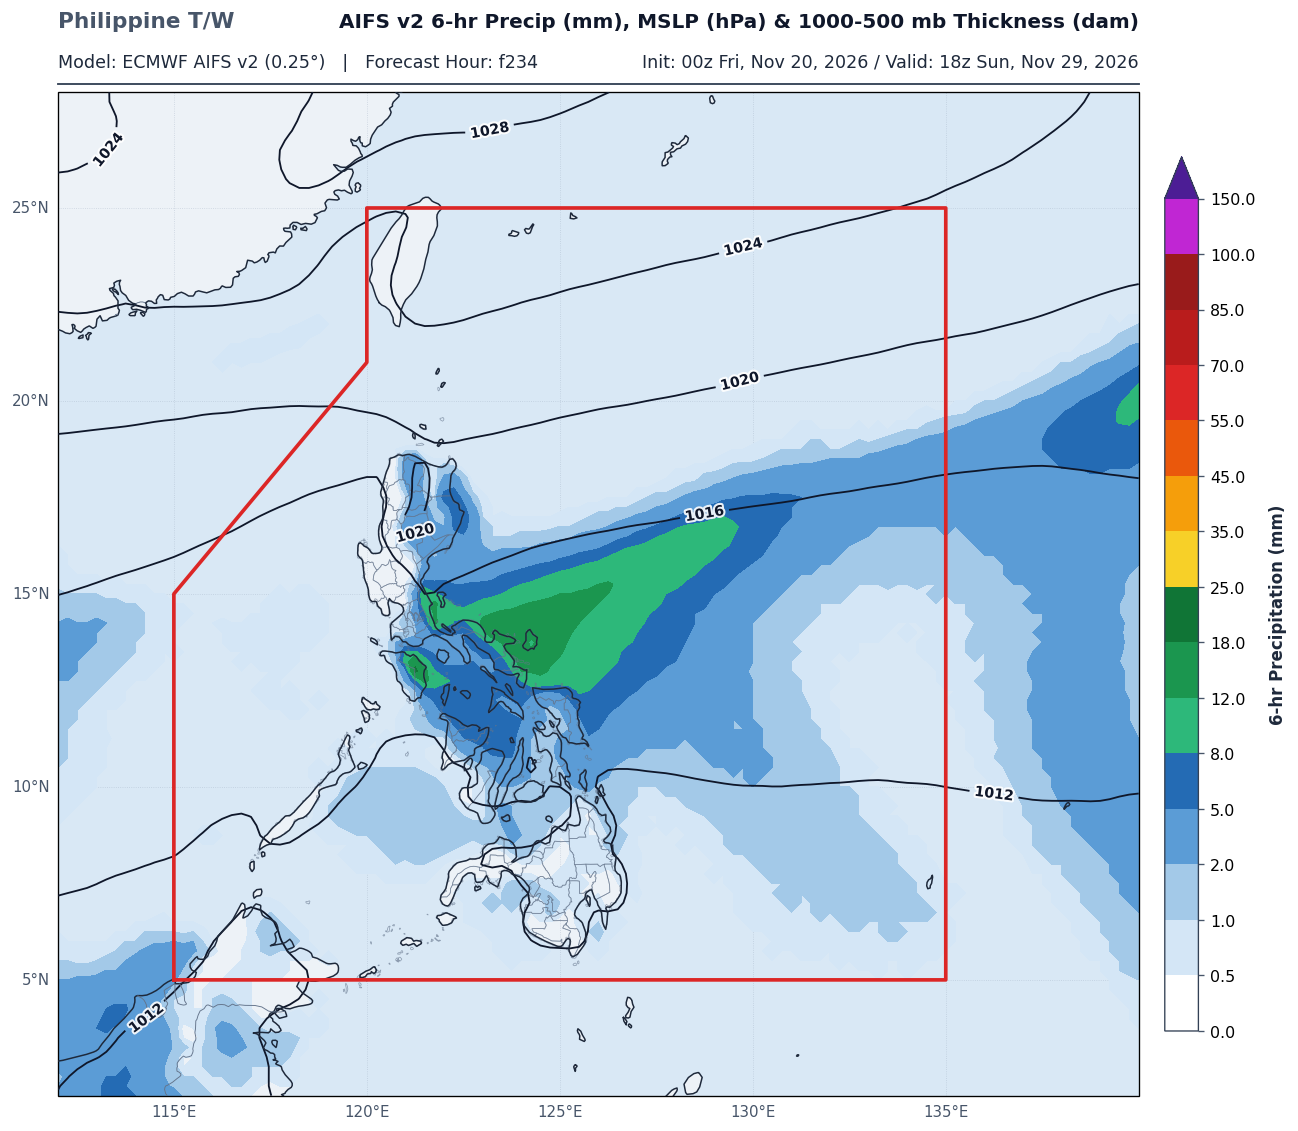 Philippine T/W
AIFS v2 6-hr Precip (mm), MSLP (hPa) & 1000-500 mb Thickness (dam)
Model: ECMWF AIFS v2 (0.25°) | Forecast Hour: f234
Init: 00z Fri, Nov 20, 2026 / Valid: 18z Sun, Nov 29, 2026
1024
1028
1024
1020
1020
1016
1012
1012
25°N
20°N
15°N
10°N
5°N
115°E
120°E
125°E
130°E
135°E
150.0
100.0
85.0
70.0
55.0
45.0
35.0
25.0
18.0
12.0
8.0
5.0
2.0
1.0
0.5
0.0
6-hr Precipitation (mm)